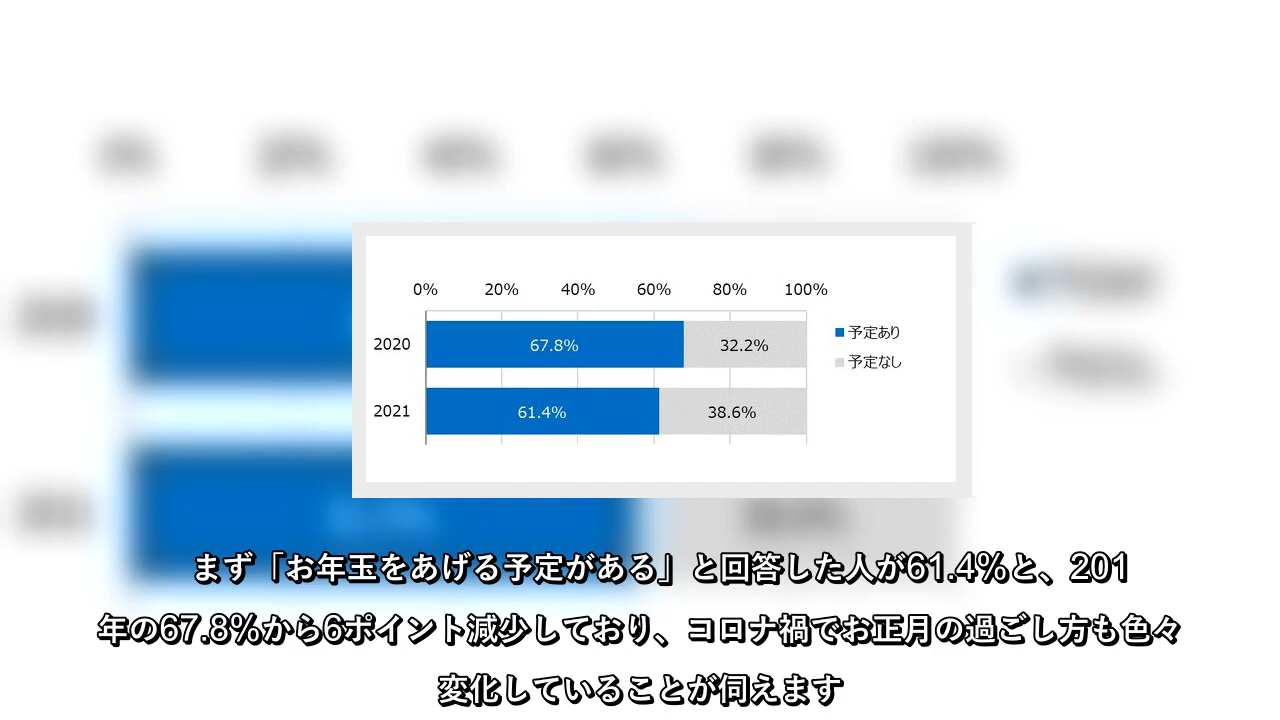 0% 20% 40% 60% 80% 100%
2020 67.8% 32.2%
予定あり
予定なし
2021 61.4% 38.6%
まず「お年玉をあげる予定がある」と回答した人が61.4%と、201
年の67.8%から6ポイント減少しており、コロナ禍でお正月の過ごし方も色々
変化していることが伺えます